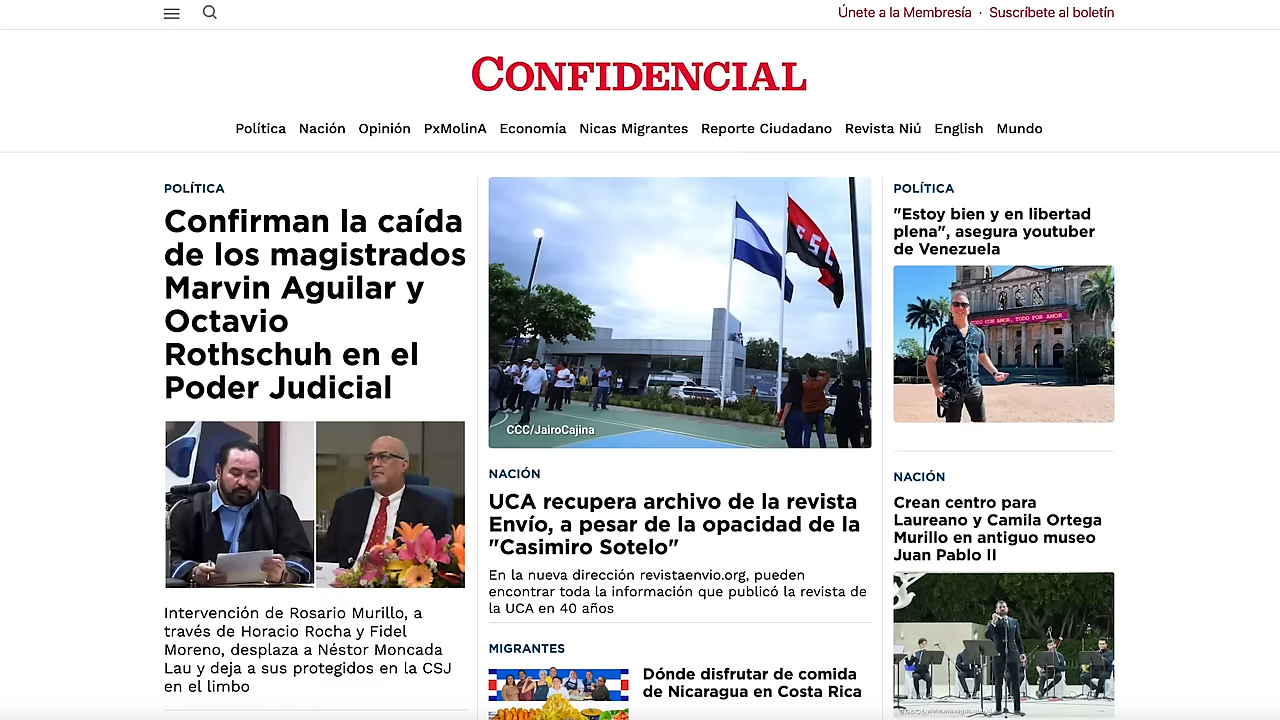 Únete a la Membresía · Suscríbete al boletín
CONFIDENCIAL
Política Nación Opinión PxMolinA Economía Nicas Migrantes Reporte Ciudadano Revista Niú English Mundo
POLÍTICA
Confirman la caída
de los magistrados
Marvin Aguilar y
Octavio
Rothschuh en el
Poder Judicial
Intervención de Rosario Murillo, a
través de Horacio Rocha y Fidel
Moreno, desplaza a Néstor Moncada
Lau y deja a sus protegidos en la CSJ
en el limbo
FSLN
CCC/JairoCajina
NACIÓN
UCA recupera archivo de la revista
Envío, a pesar de la opacidad de la
"Casimiro Sotelo"
En la nueva dirección revistaenvio.org, pueden
encontrar toda la información que publicó la revista de
la UCA en 40 años
MIGRANTES
Dónde disfrutar de comida
de Nicaragua en Costa Rica
POLÍTICA
"Estoy bien y en libertad
plena", asegura youtuber
de Venezuela
TODO CON AMOR, TODO POR AMOR
NACIÓN
Crean centro para
Laureano y Camila Ortega
Murillo en antiguo museo
Juan Pablo II